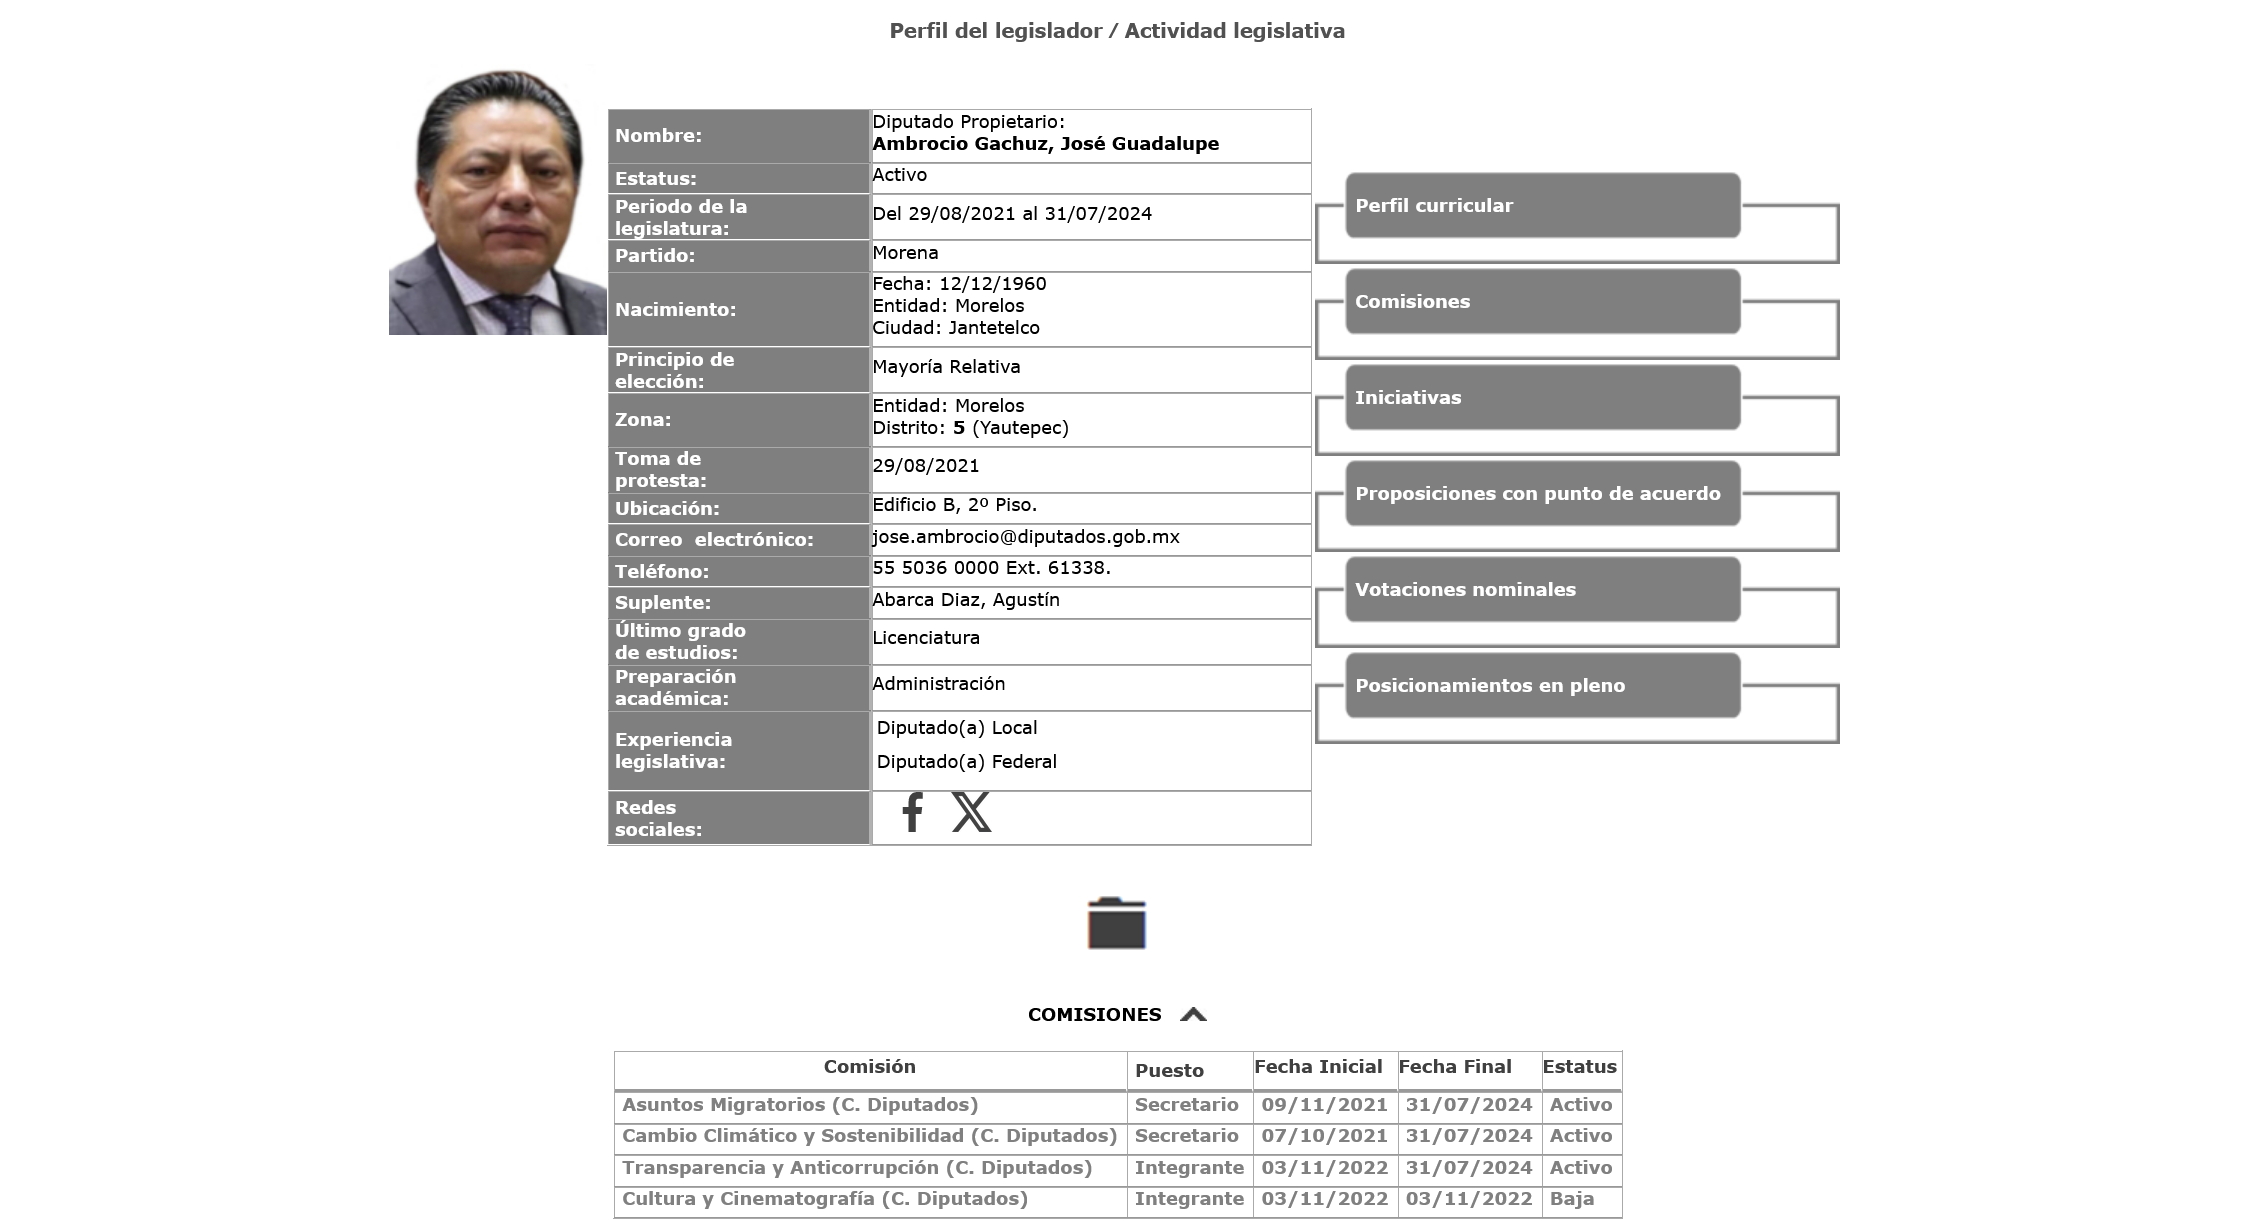 Perfil del legislador / Actividad legislativa
Nombre:
Diputado Propietario:
Ambrocio Gachuz, José Guadalupe
Estatus:
Activo
Periodo de la
legislatura:
Del 29/08/2021 al 31/07/2024
Partido:
Morena
Nacimiento:
Fecha: 12/12/1960
Entidad: Morelos
Ciudad: Jantetelco
Principio de
elección:
Mayoría Relativa
Zona:
Entidad: Morelos
Distrito: 5 (Yautepec)
Toma de
protesta:
29/08/2021
Ubicación:
Edificio B, 2º Piso.
Correo electrónico:
jose.ambrocio@diputados.gob.mx
Teléfono:
55 5036 0000 Ext. 61338.
Suplente:
Abarca Diaz, Agustín
Último grado
de estudios:
Licenciatura
Preparación
académica:
Administración
Experiencia
legislativa:
Diputado(a) Local
Diputado(a) Federal
Redes
sociales:
Perfil curricular
Comisiones
Iniciativas
Proposiciones con punto de acuerdo
Votaciones nominales
Posicionamientos en pleno
COMISIONES
Comisión Puesto Fecha Inicial Fecha Final Estatus
Asuntos Migratorios (C. Diputados) Secretario 09/11/2021 31/07/2024 Activo
Cambio Climático y Sostenibilidad (C. Diputados) Secretario 07/10/2021 31/07/2024 Activo
Transparencia y Anticorrupción (C. Diputados) Integrante 03/11/2022 31/07/2024 Activo
Cultura y Cinematografía (C. Diputados) Integrante 03/11/2022 03/11/2022 Baja